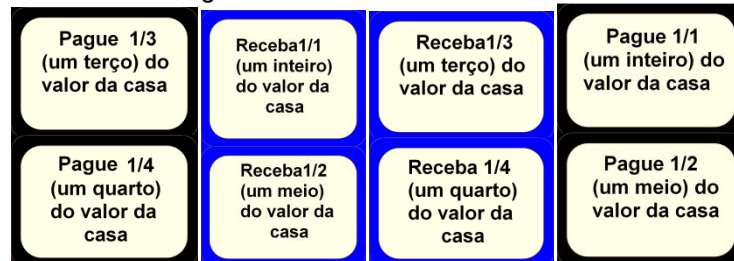 Pague 1/3
(um terço) do
valor da casa
Receba1/1
(um inteiro)
do valor da
casa
Receba1/3
(um terço) do
valor da casa
Pague 1/1
(um inteiro) do
valor da casa
Pague 1/4
(um quarto)
do valor da
casa
Receba1/2
(um meio)
do valor da
casa
Receba 1/4
(um quarto)
do valor da
casa
Pague 1/2
(um meio) do
valor da casa